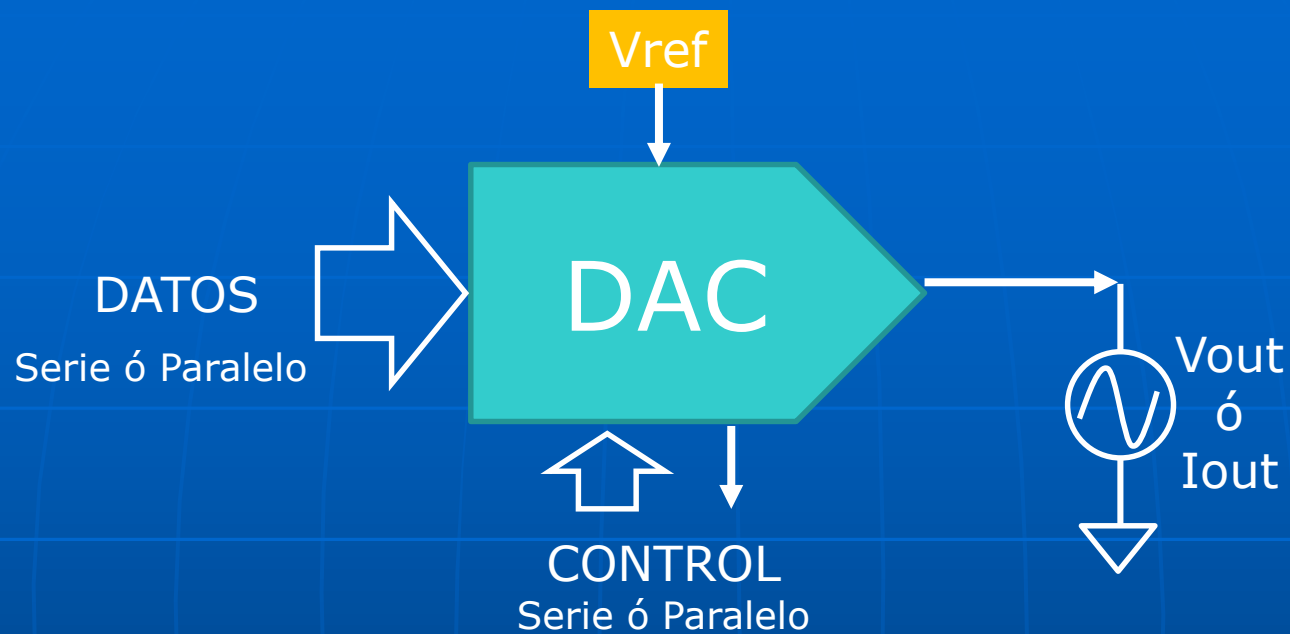 Vref
DAC
DATOS
Serie ó Paralelo
Vout
ó
Iout
CONTROL
Serie ó Paralelo